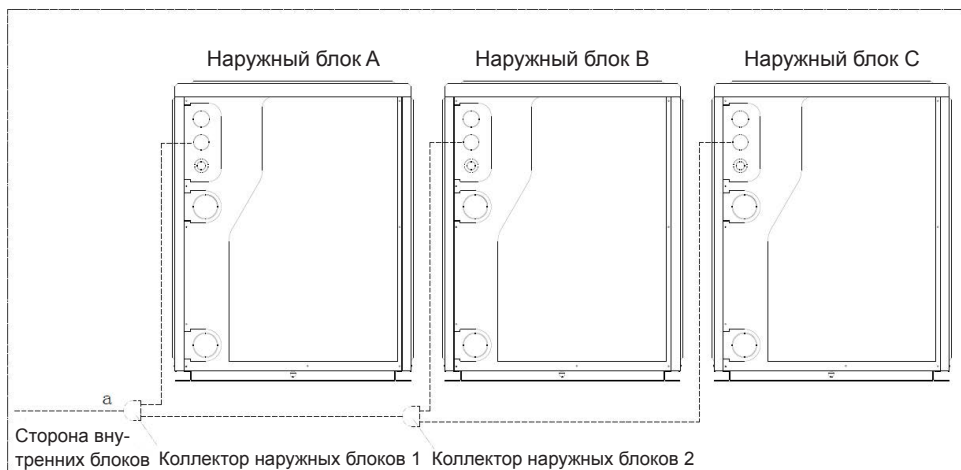 Наружный блок A
Наружный блок B
Наружный блок C
a
Сторона вну-
тренних блоков
Коллектор наружных блоков 1
Коллектор наружных блоков 2